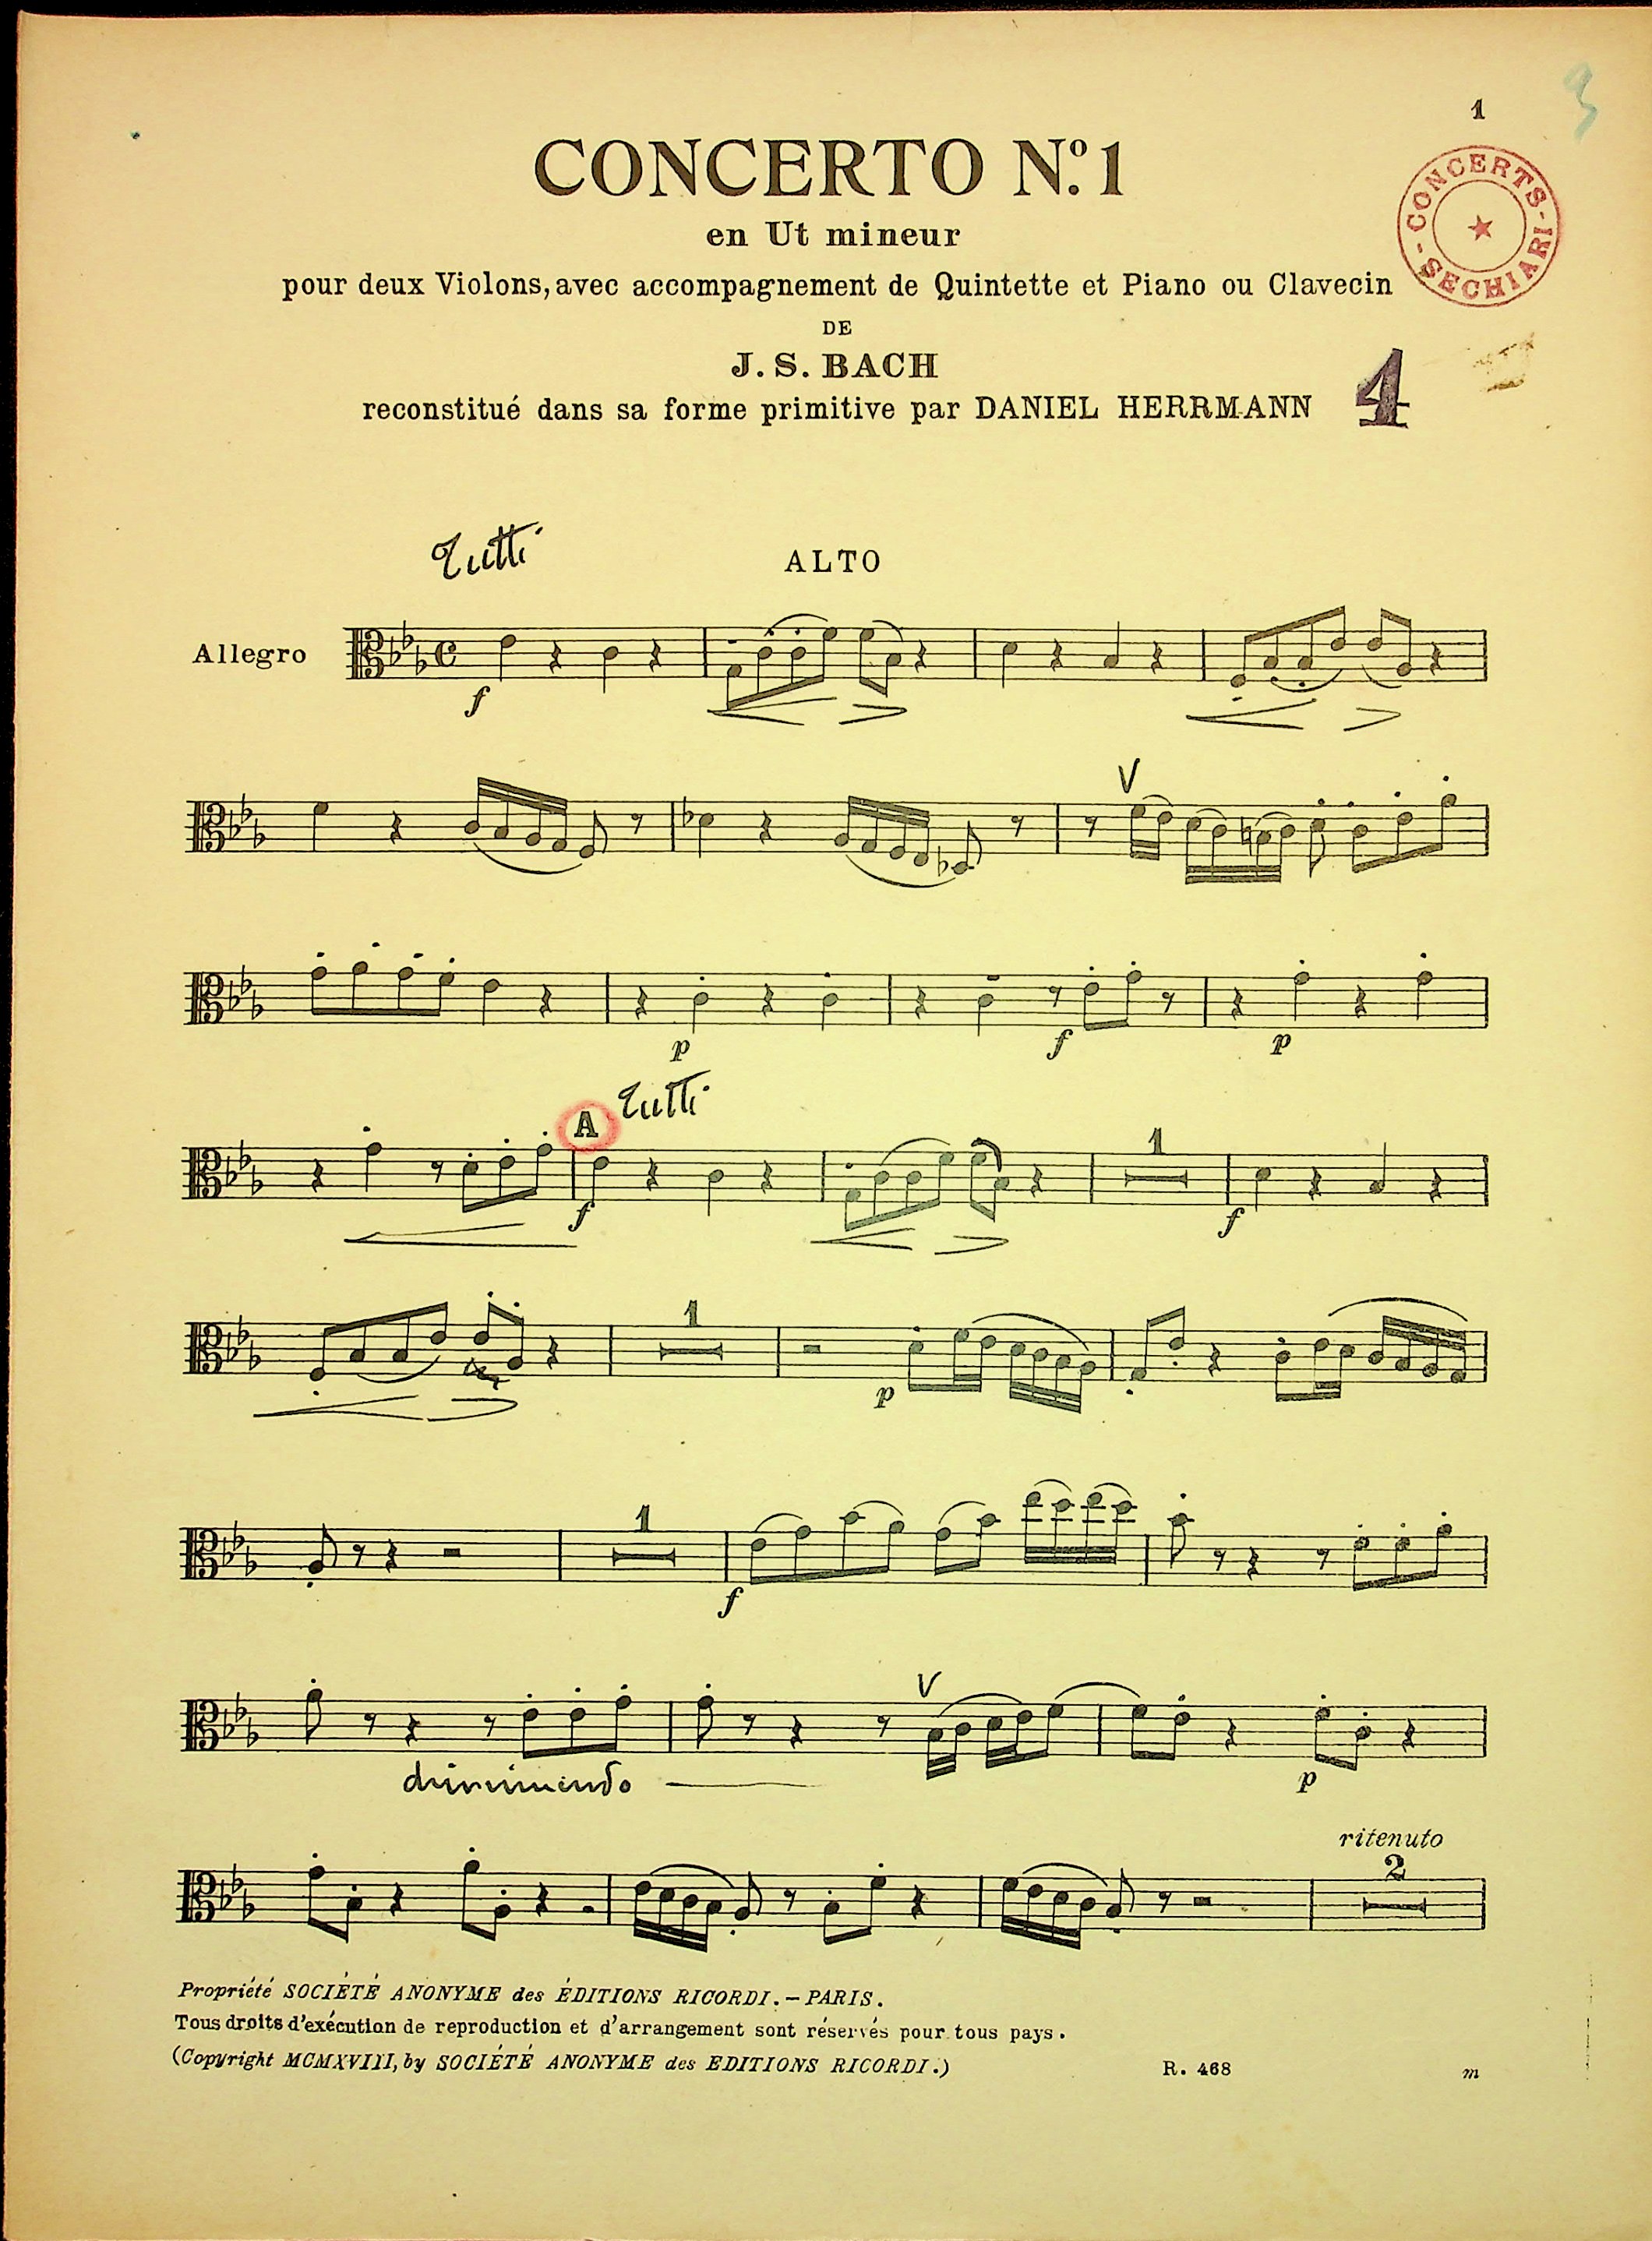 1
3
CONCERTO Nº. 1
en Ut mineur
CONCERTS - SECHIARI -
pour deux Violons, avec accompagnement de Quintette et Piano ou Clavecin
DE
J. S. BACH
reconstitué dans sa forme primitive par DANIEL HERRMANN
4
Tutti
ALTO
Allegro
f
V
p f p
A Tutti
1
f f
1
p
1
f
V
diminuendo
p
ritenuto
2
Propriété SOCIÉTÉ ANONYME des ÉDITIONS RICORDI. – PARIS.
Tous droits d'exécution de reproduction et d'arrangement sont réservés pour tous pays.
(Copyright MCMXVIII, by SOCIÉTÉ ANONYME des EDITIONS RICORDI.)
R. 468
m